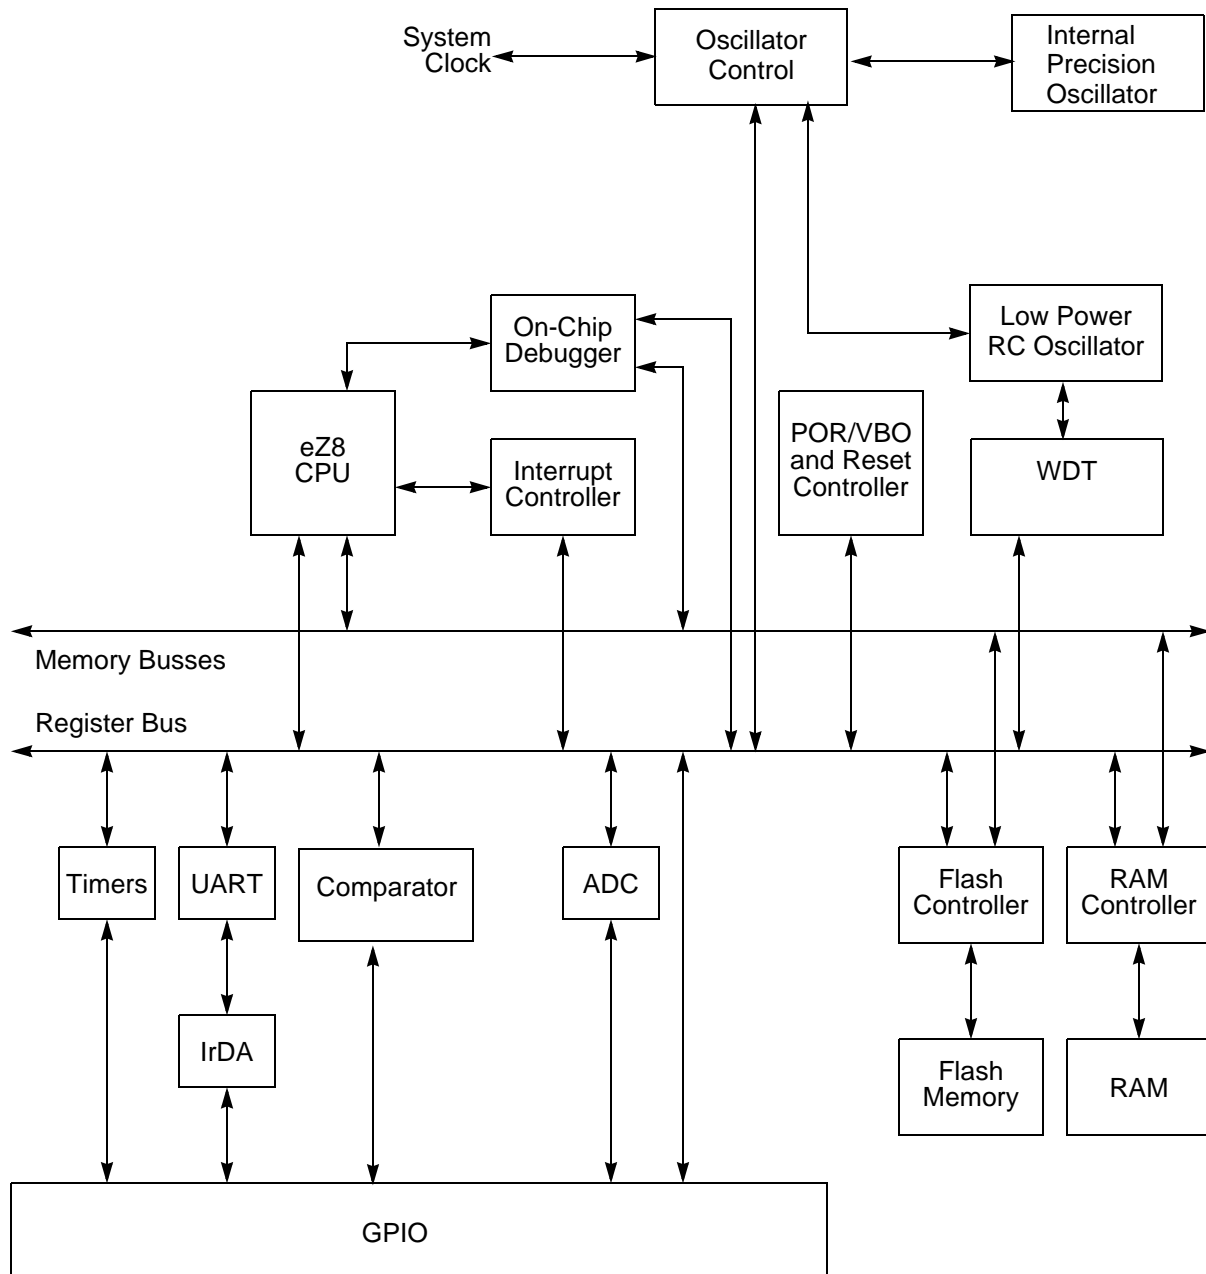 System
Clock
Oscillator
Control
Internal
Precision
Oscillator
On-Chip
Debugger
Low Power
RC Oscillator
eZ8
CPU
Interrupt
Controller
POR/VBO
and Reset
Controller
WDT
Memory Busses
Register Bus
Timers
UART
Comparator
ADC
Flash
Controller
RAM
Controller
IrDA
Flash
Memory
RAM
GPIO